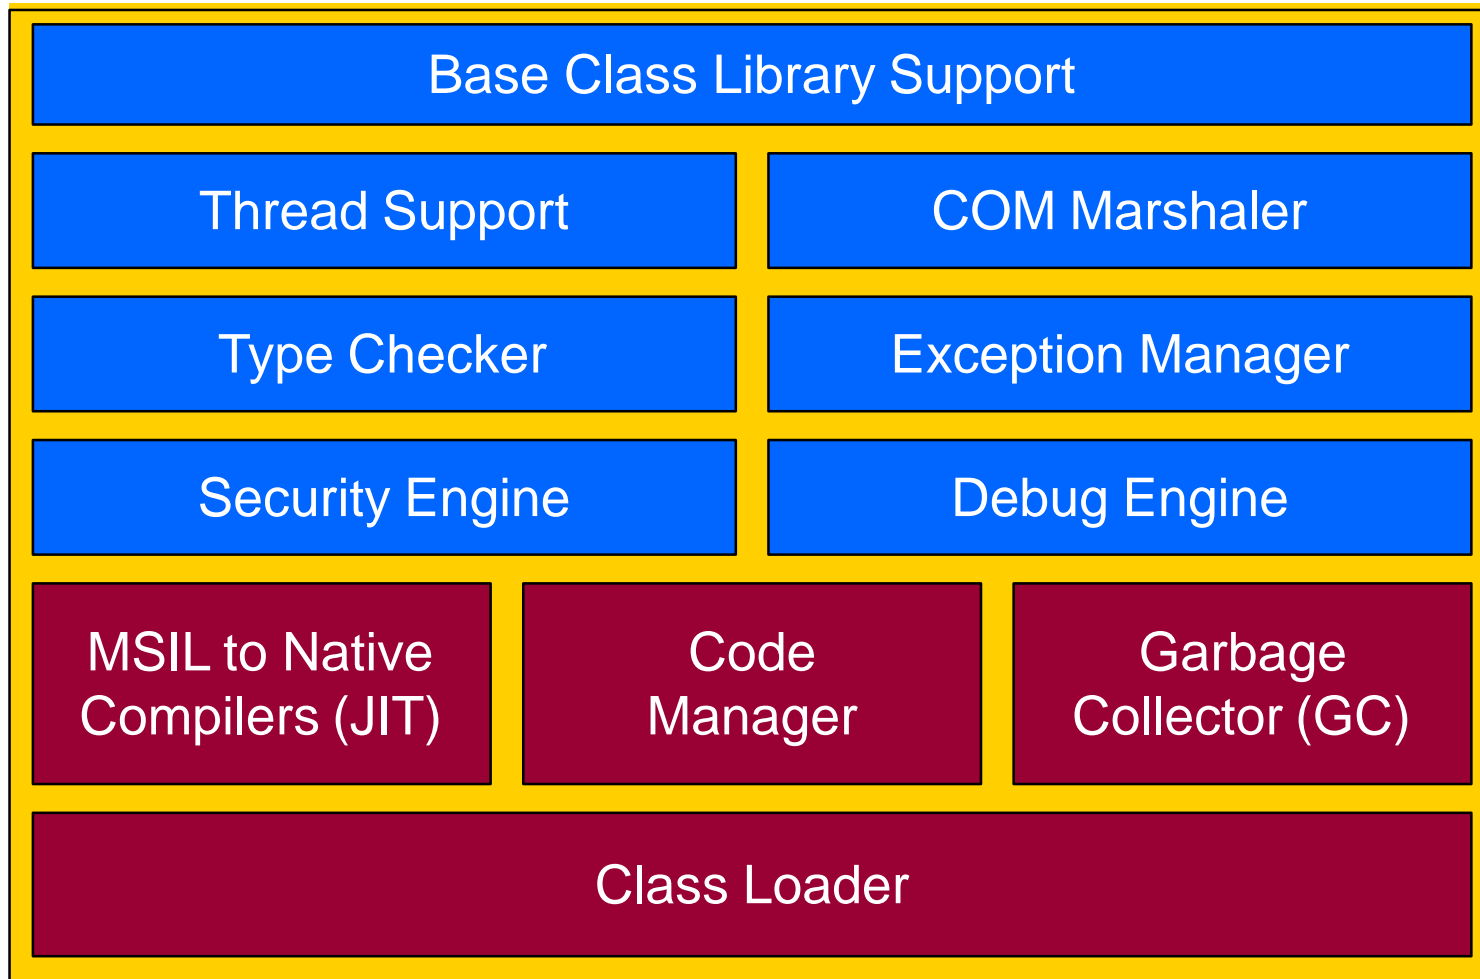 Base Class Library Support
Thread Support
COM Marshaler
Type Checker
Exception Manager
Security Engine
Debug Engine
MSIL to Native
Compilers (JIT)
Code
Manager
Garbage
Collector (GC)
Class Loader